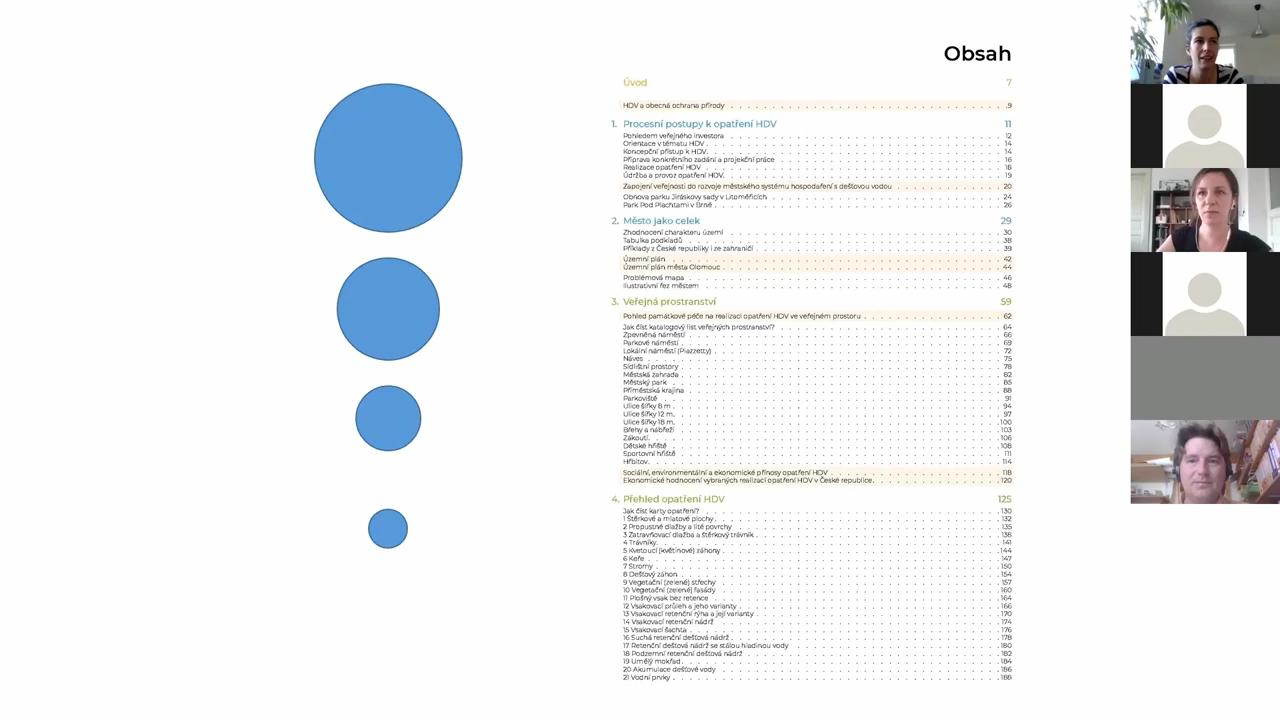 Obsah
Úvod 7
HDV a obecná ochrana přírody 9
1. Procesní postupy k opatření HDV 11
Pohledem veřejného investora 12
Orientace v tématu HDV 14
Koncepční přístup k HDV 14
Příprava konkrétního zadání a projekční práce 16
Realizace opatření HDV 18
Údržba a provoz opatření HDV 19
Zapojení veřejnosti do rozvoje městského systému hospodaření s dešťovou vodou 20
Obnova parku Jiráskovy sady v Litoměřicích 24
Park Pod Plachtami v Brně 26
2. Město jako celek 29
Zhodnocení charakteru území 30
Tabulka podkladů 38
Příklady z České republiky i ze zahraničí 39
Územní plán 42
Územní plán města Olomouc 44
Problémová mapa 46
Ilustrativní řez městem 48
3. Veřejná prostranství 59
Pohled památkové péče na realizaci opatření HDV ve veřejném prostoru 62
Jak číst katalogový list veřejných prostranství? 64
Zpevněná náměstí 66
Parkové náměstí 69
Lokální náměstí (Piazzetty) 72
Náves 75
Sídlištní prostory 78
Městská zahrada 82
Městský park 85
Příměstská krajina 88
Parkoviště 91
Ulice šířky 8 m 94
Ulice šířky 12 m 97
Ulice šířky 18 m 100
Břehy a nábřeží 103
Zákoutí 106
Dětské hřiště 108
Sportovní hřiště 111
Hřbitov 114
Sociální, environmentální a ekonomické přínosy opatření HDV 118
Ekonomické hodnocení vybraných realizací opatření HDV v České republice 120
4. Přehled opatření HDV 125
Jak číst karty opatření? 130
1 Štěrkové a mlatové plochy 132
2 Propustné dlažby a lité povrchy 135
3 Zatravňovací dlažba a štěrkový trávník 138
4 Trávníky 141
5 Kvetoucí (květinové) záhony 144
6 Keře 147
7 Stromy 150
8 Dešťový záhon 154
9 Vegetační (zelené) střechy 157
10 Vegetační (zelené) fasády 160
11 Plošný vsak bez retence 164
12 Vsakovací průleh a jeho varianty 166
13 Vsakovací retenční rýha a její varianty 170
14 Vsakovací retenční nádrž 174
15 Vsakovací šachta 176
16 Suchá retenční dešťová nádrž 178
17 Retenční dešťová nádrž se stálou hladinou vody 180
18 Podzemní retenční dešťová nádrž 182
19 Umělý mokřad 184
20 Akumulace dešťové vody 186
21 Vodní prvky 188